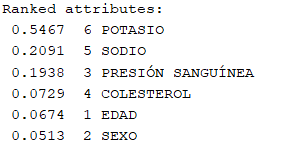 Ranked attributes:
0.5467 6 POTASIO
0.2091 5 SODIO
0.1938 3 PRESIÓN SANGUÍNEA
0.0729 4 COLESTEROL
0.0674 1 EDAD
0.0513 2 SEXO